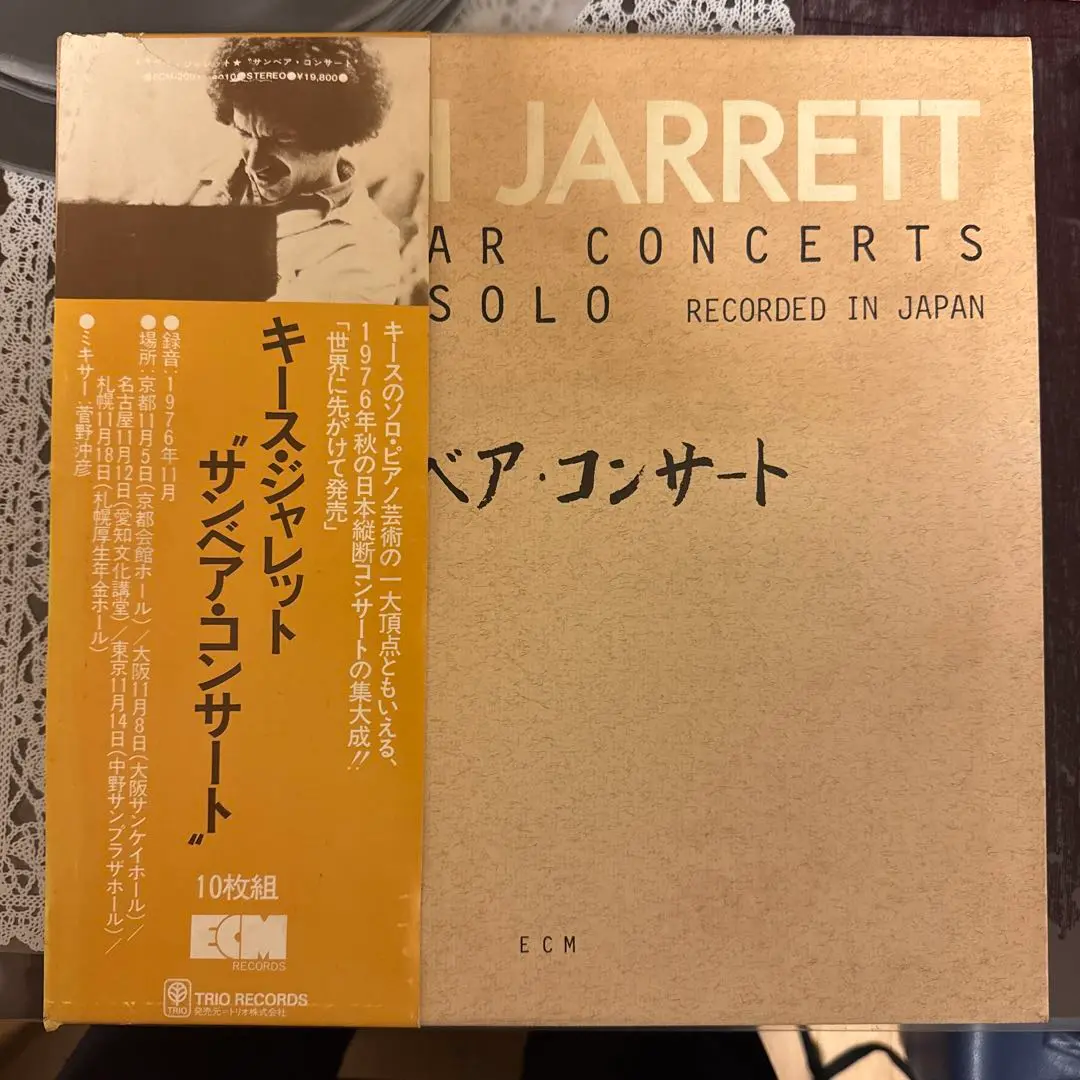 ★ “サンベア・コンサート”
●STEREO●¥19,800●
JARRETT
AR CONCERTS
SOLO RECORDED IN JAPAN
ベア・コンサート
キースのソロ・ピアノ芸術の一大頂点ともいえる、
1976年秋の日本縦断コンサートの集大成!!
「世界に先がけて発売」
キース・ジャレット
“サンベア・コンサート”
●録音:1976年11月
●場所:京都11月5日(京都会館ホール)/大阪11月8日(大阪サンケイホール)/
名古屋11月12日(愛知文化講堂)/東京11月14日(中野サンプラザホール)/
札幌11月18日(札幌厚生年金ホール)
●ミキサー:菅野沖彦
10枚組
ECM
RECORDS
TRIO
TRIO RECORDS
発売元=トリオ株式会社
ECM